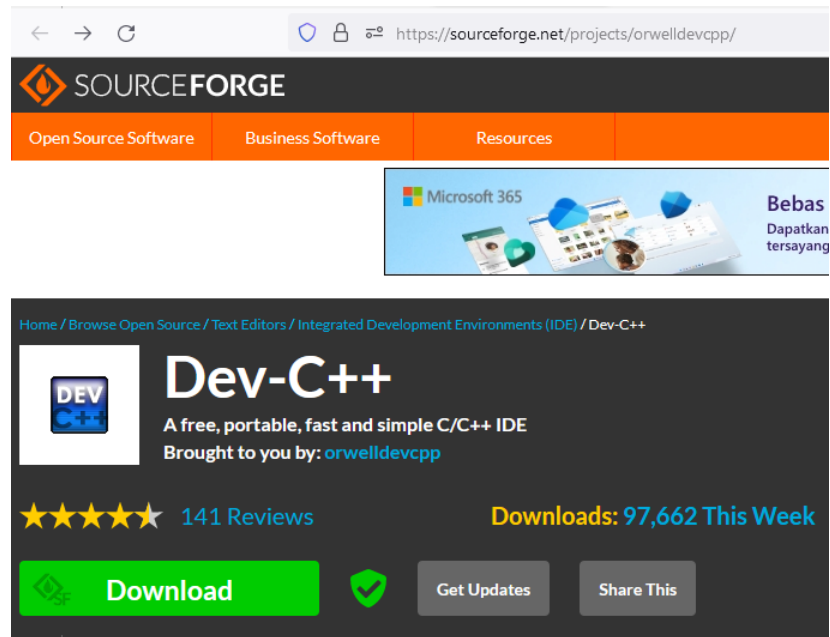 https://sourceforge.net/projects/orwelldevcpp/
SOURCEFORGE
Open Source Software Business Software Resources
Microsoft 365
Bebas
Dapatkan
tersayang
Home / Browse Open Source / Text Editors / Integrated Development Environments (IDE) / Dev-C++
DEV
C++
Dev-C++
A free, portable, fast and simple C/C++ IDE
Brought to you by: orwelldevcpp
141 Reviews Downloads: 97,662 This Week
SF Download Get Updates Share This